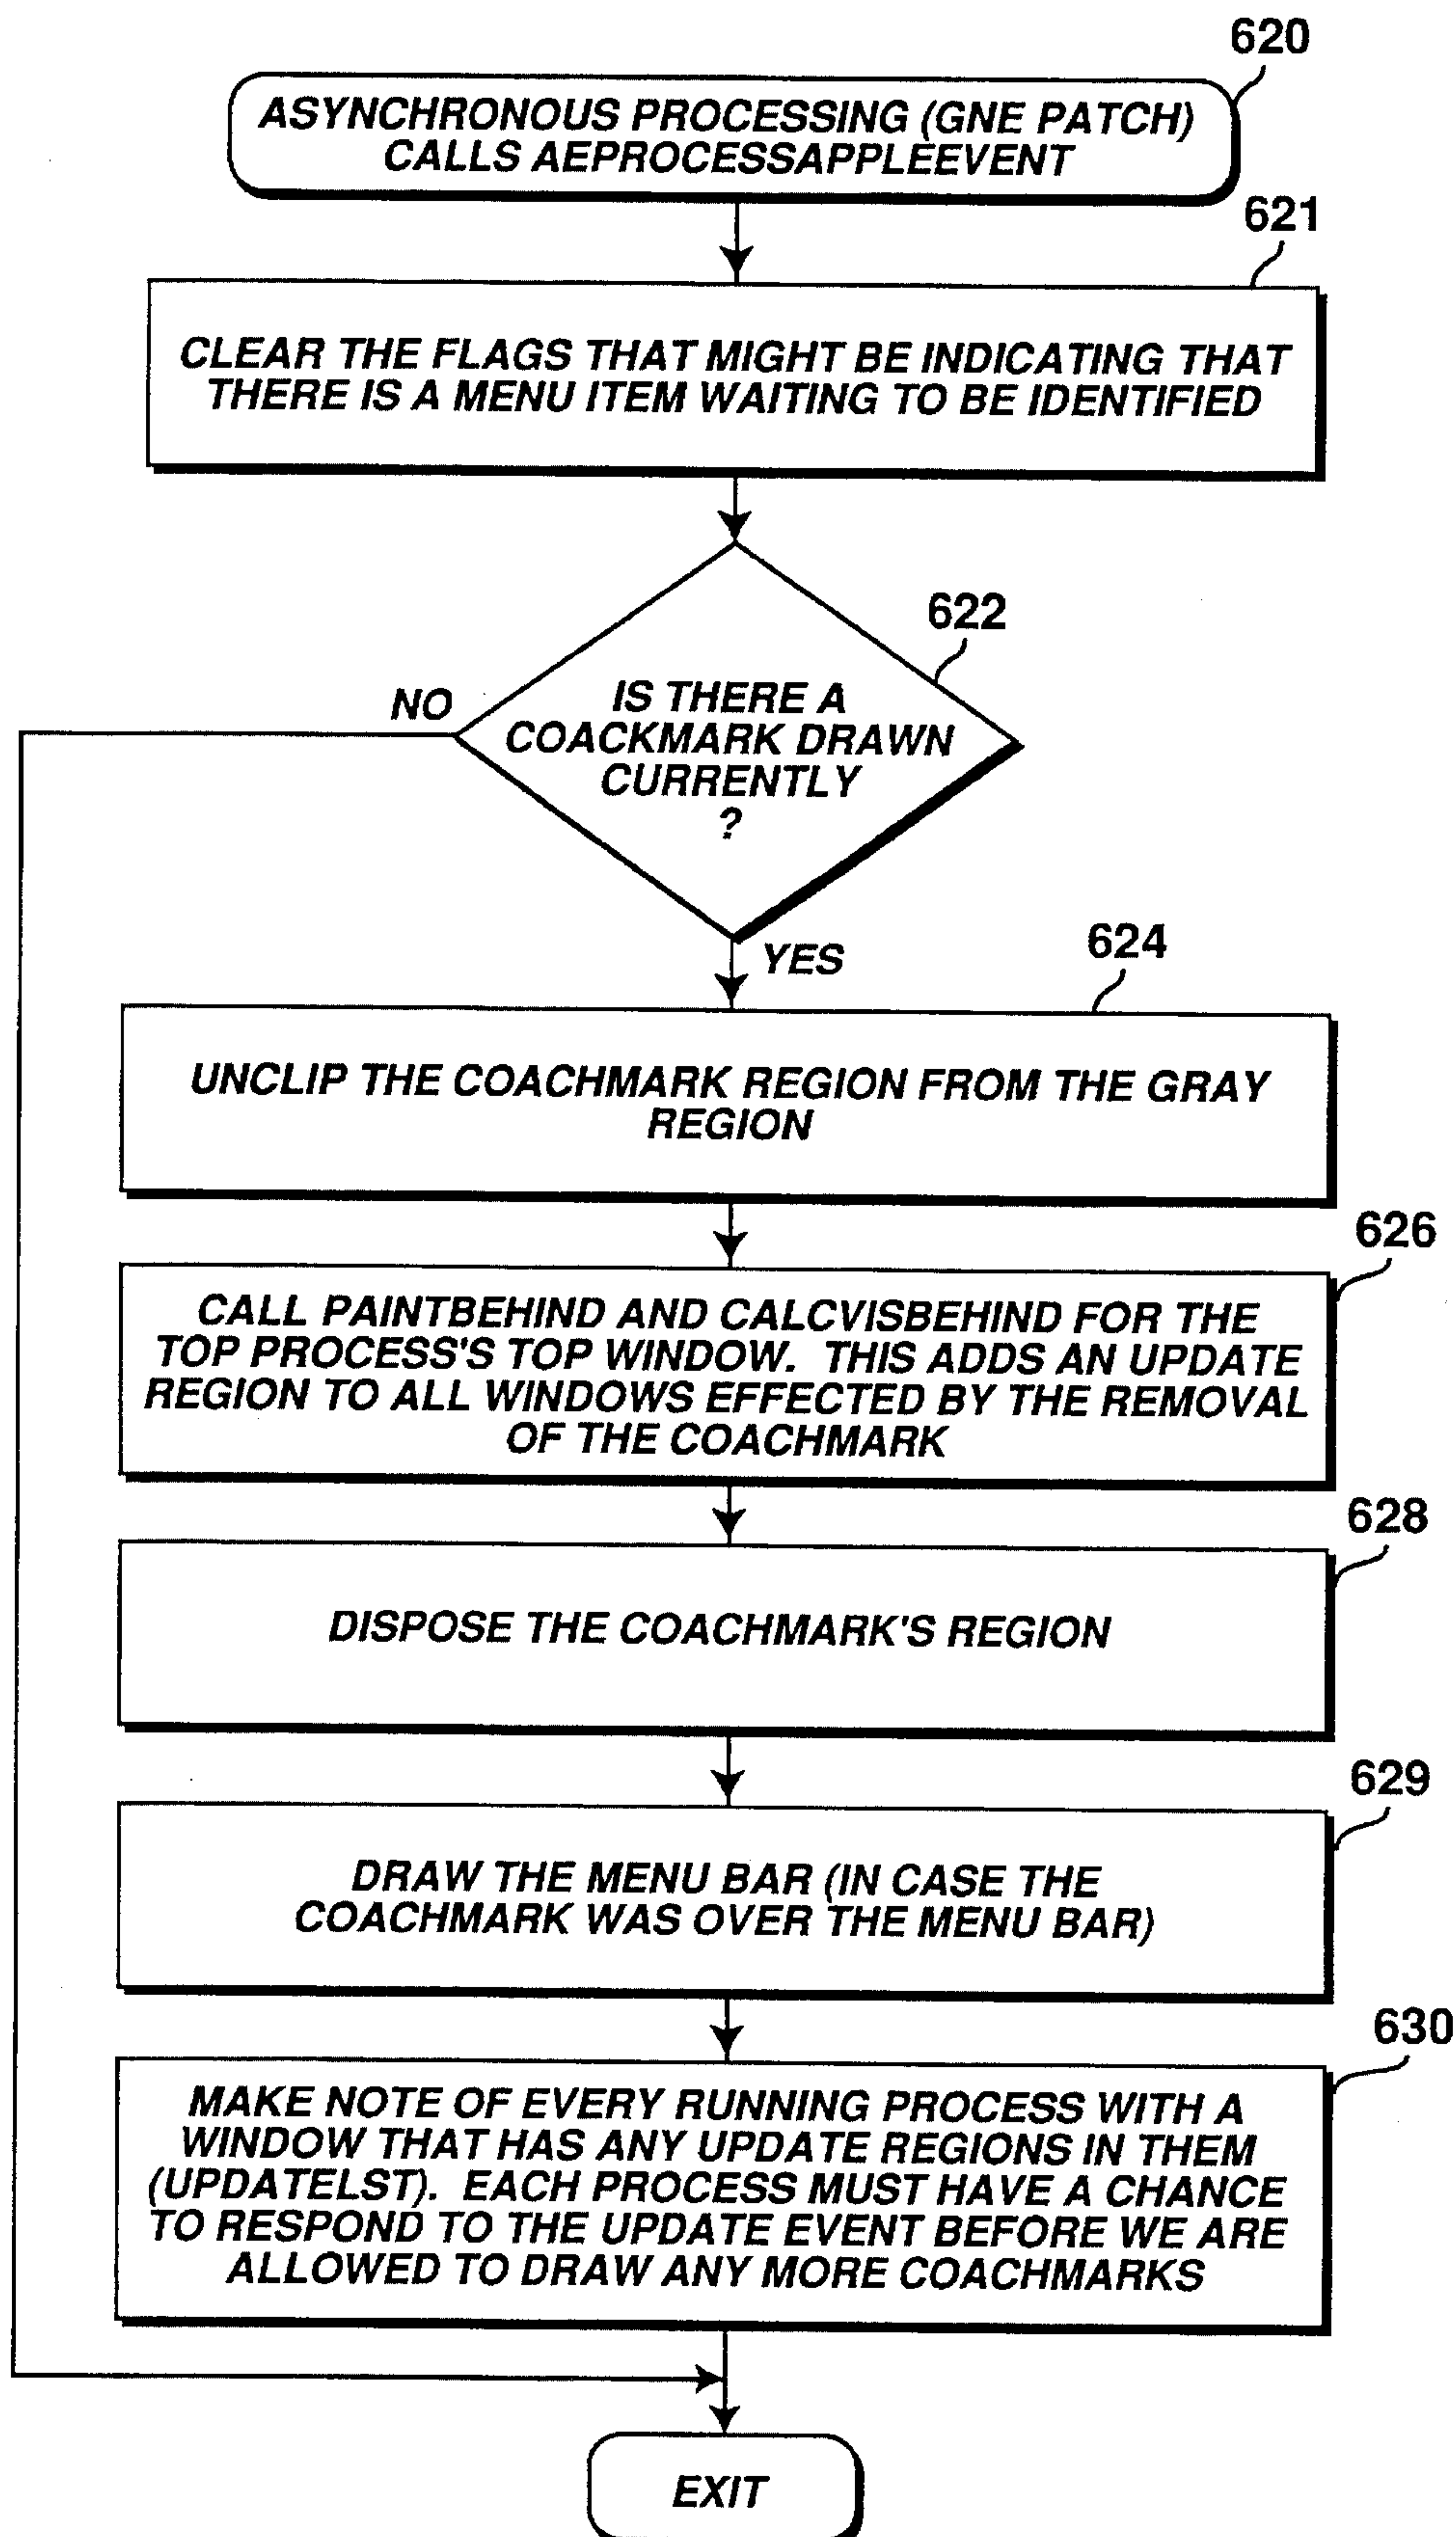 620
ASYNCHRONOUS PROCESSING (GNE PATCH)
CALLS AEPROCESSAPPLEEVENT
621
CLEAR THE FLAGS THAT MIGHT BE INDICATING THAT
THERE IS A MENU ITEM WAITING TO BE IDENTIFIED
622
NO
IS THERE A
COACKMARK DRAWN
CURRENTLY
?
YES
624
UNCLIP THE COACHMARK REGION FROM THE GRAY
REGION
626
CALL PAINTBEHIND AND CALCVISBEHIND FOR THE
TOP PROCESS'S TOP WINDOW. THIS ADDS AN UPDATE
REGION TO ALL WINDOWS EFFECTED BY THE REMOVAL
OF THE COACHMARK
628
DISPOSE THE COACHMARK'S REGION
629
DRAW THE MENU BAR (IN CASE THE
COACHMARK WAS OVER THE MENU BAR)
630
MAKE NOTE OF EVERY RUNNING PROCESS WITH A
WINDOW THAT HAS ANY UPDATE REGIONS IN THEM
(UPDATELST). EACH PROCESS MUST HAVE A CHANCE
TO RESPOND TO THE UPDATE EVENT BEFORE WE ARE
ALLOWED TO DRAW ANY MORE COACHMARKS
EXIT